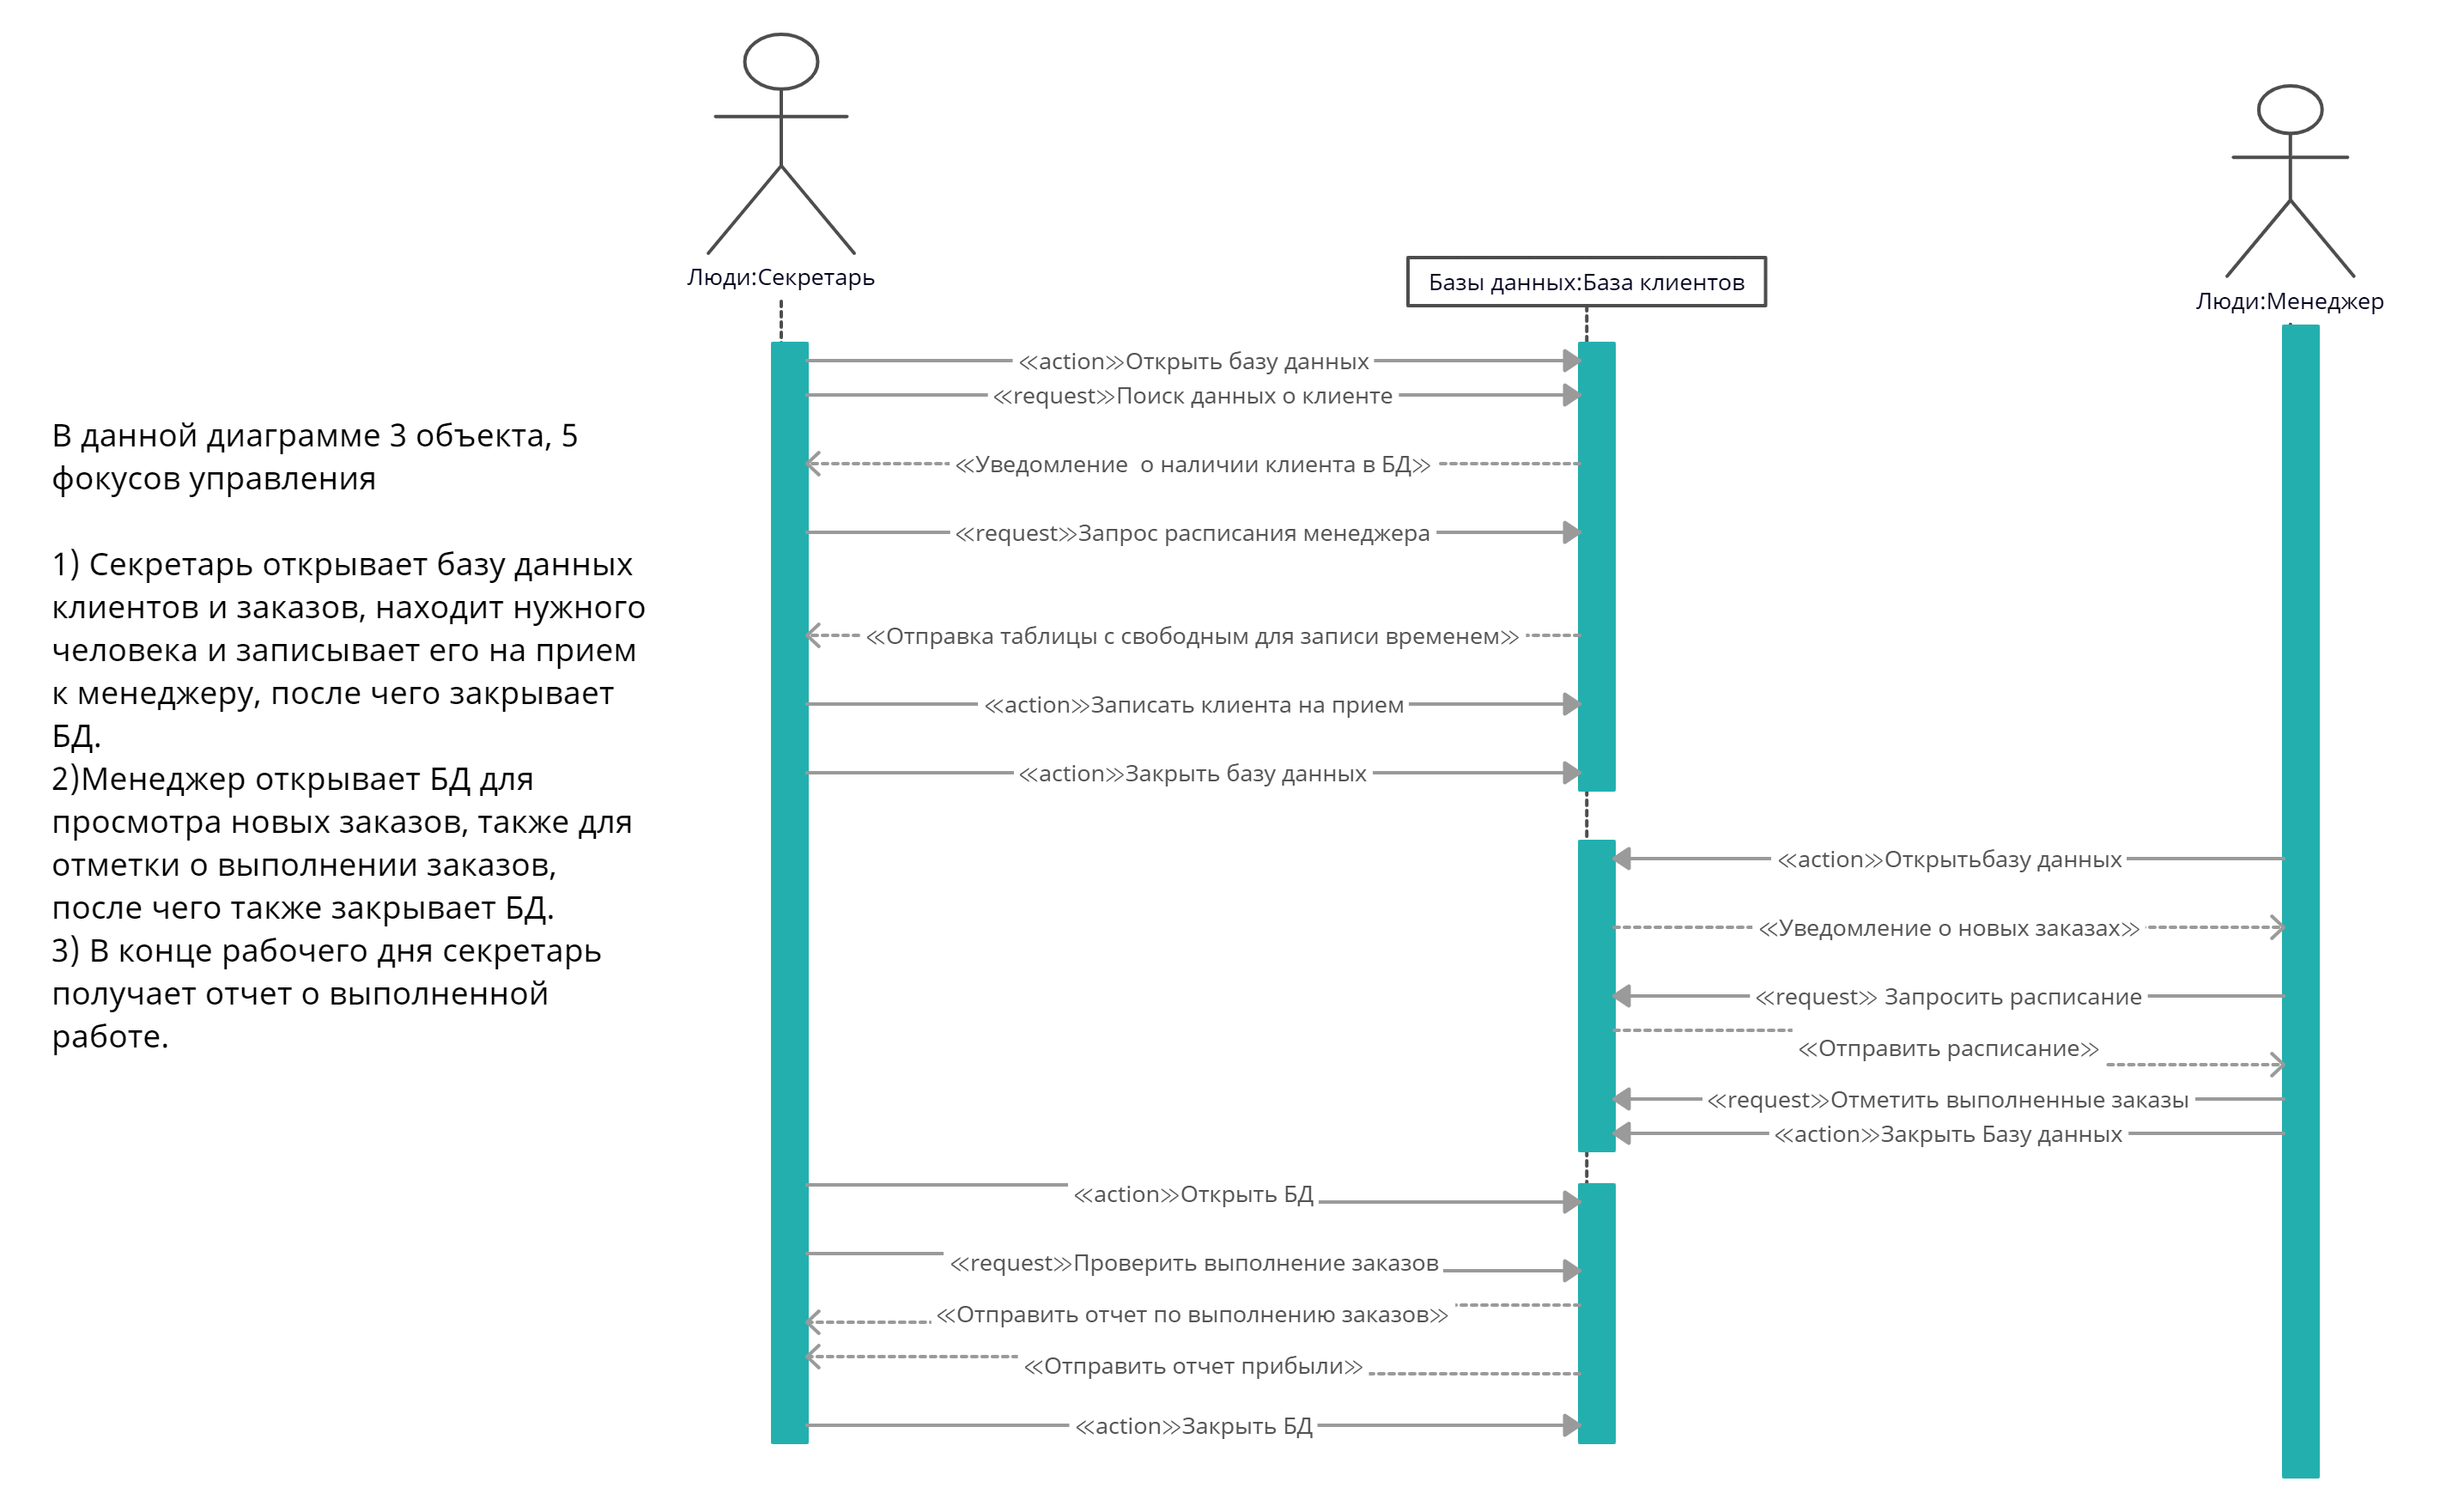 Люди:Секретарь
Базы данных:База клиентов
Люди:Менеджер
В данной диаграмме 3 объекта, 5
фокусов управления
1) Секретарь открывает базу данных
клиентов и заказов, находит нужного
человека и записывает его на прием
к менеджеру, после чего закрывает
БД.
2)Менеджер открывает БД для
просмотра новых заказов, также для
отметки о выполнении заказов,
после чего также закрывает БД.
3) В конце рабочего дня секретарь
получает отчет о выполненной
работе.
≪action≫Открыть базу данных
≪request≫Поиск данных о клиенте
≪Уведомление  о наличии клиента в БД≫
≪request≫Запрос расписания менеджера
≪Отправка таблицы с свободным для записи временем≫
≪action≫Записать клиента на прием
≪action≫Закрыть базу данных
≪action≫Открытьбазу данных
≪Уведомление о новых заказах≫
≪request≫ Запросить расписание
≪Отправить расписание≫
≪request≫Отметить выполненные заказы
≪action≫Закрыть Базу данных
≪action≫Открыть БД
≪request≫Проверить выполнение заказов
≪Отправить отчет по выполнению заказов≫
≪Отправить отчет прибыли≫
≪action≫Закрыть БД